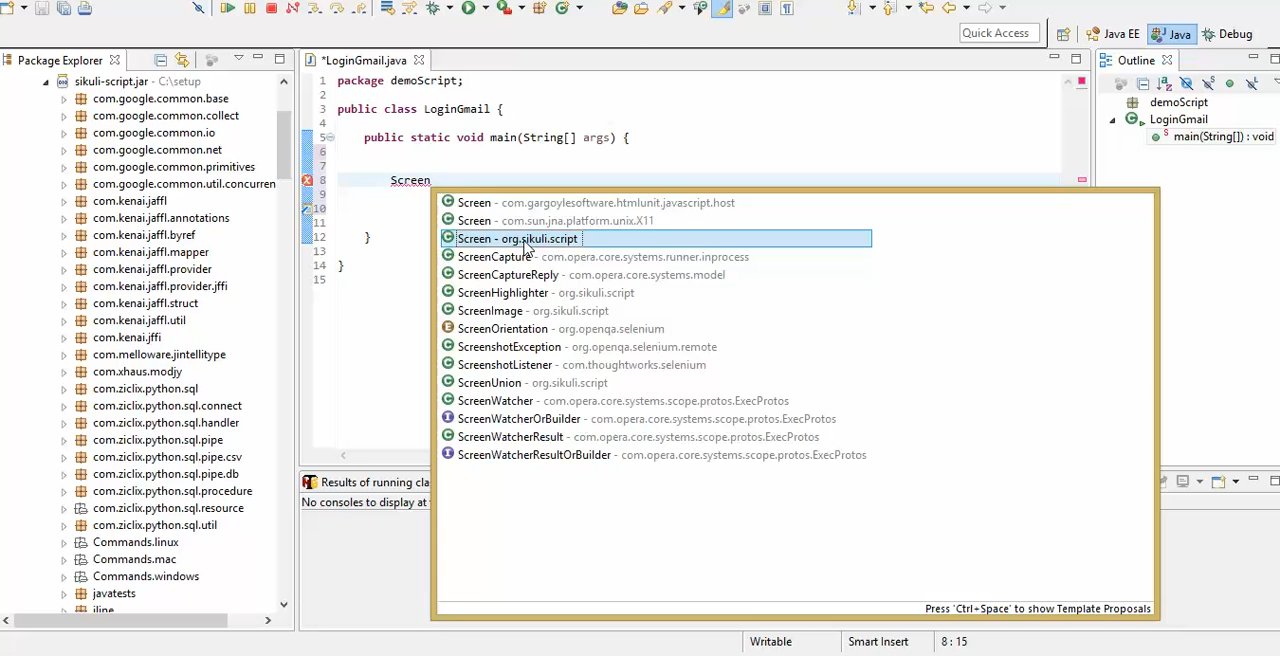 Quick Access
Java EE
Java
Debug
Package Explorer
*LoginGmail.java
Outline
sikuli-script.jar - C:\setup
com.google.common.base
com.google.common.collect
com.google.common.io
com.google.common.net
com.google.common.primitives
com.google.common.util.concurren
com.kenai.jaffl
com.kenai.jaffl.annotations
com.kenai.jaffl.byref
com.kenai.jaffl.mapper
com.kenai.jaffl.provider
com.kenai.jaffl.provider.jffi
com.kenai.jaffl.struct
com.kenai.jaffl.util
com.kenai.jffi
com.melloware.jintellitype
com.xhaus.modjy
com.ziclix.python.sql
com.ziclix.python.sql.connect
com.ziclix.python.sql.handler
com.ziclix.python.sql.pipe
com.ziclix.python.sql.pipe.csv
com.ziclix.python.sql.pipe.db
com.ziclix.python.sql.procedure
com.ziclix.python.sql.resource
com.ziclix.python.sql.util
Commands.linux
Commands.mac
Commands.windows
javatests
jline
1 package demoScript;
2
3 public class LoginGmail {
4
5 public static void main(String[] args) {
6
7
8 Screen
9
10
11
12 }
13
14 }
15
Screen - com.gargoylesoftware.htmlunit.javascript.host
Screen - com.sun.jna.platform.unix.X11
Screen - org.sikuli.script
ScreenCapture - com.opera.core.systems.runner.inprocess
ScreenCaptureReply - com.opera.core.systems.model
ScreenHighlighter - org.sikuli.script
ScreenImage - org.sikuli.script
ScreenOrientation - org.openqa.selenium
ScreenshotException - org.openqa.selenium.remote
ScreenshotListener - com.thoughtworks.selenium
ScreenUnion - org.sikuli.script
ScreenWatcher - com.opera.core.systems.scope.protos.ExecProtos
ScreenWatcherOrBuilder - com.opera.core.systems.scope.protos.ExecProtos
ScreenWatcherResult - com.opera.core.systems.scope.protos.ExecProtos
ScreenWatcherResultOrBuilder - com.opera.core.systems.scope.protos.ExecProtos
Press 'Ctrl+Space' to show Template Proposals
demoScript
LoginGmail
main(String[]) : void
Results of running cla
No consoles to display at
Writable
Smart Insert
8 : 15